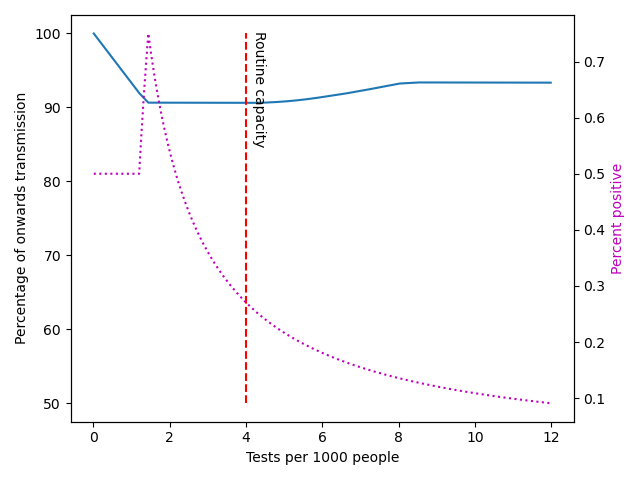 100
90
80
70
60
50
Percentage of onwards transmission
Routine capacity
0.7
0.6
0.5
0.4
0.3
0.2
0.1
Percent positive
0 2 4 6 8 10 12
Tests per 1000 people